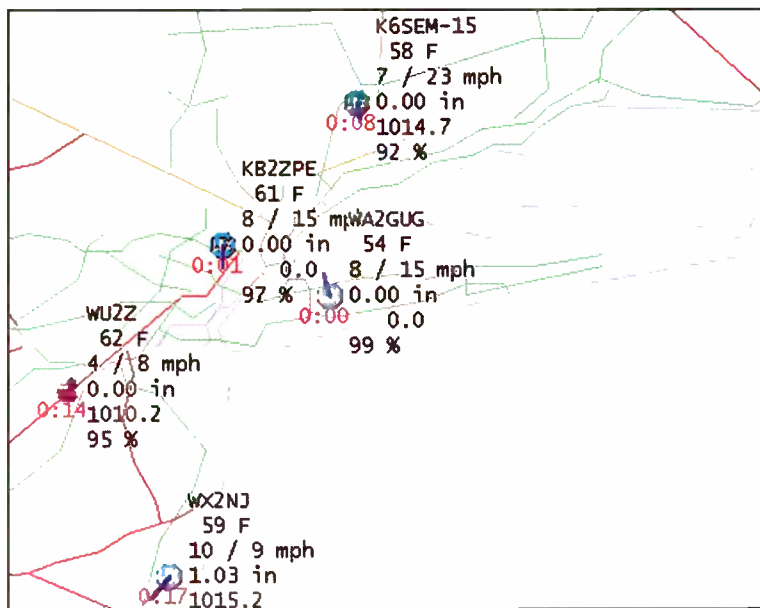 K6SEM-15
58 F
7 / 23 mph
0.00 in
0:08
1014.7
92 %
KB2ZPE
61 F
8 / 15 mph
0.00 in
0:01
0.0
97 %
WA2GUG
54 F
8 / 15 mph
0.00 in
0:00
0.0
99 %
WU2Z
62 F
4 / 8 mph
0.00 in
0:14
1010.2
95 %
WX2NJ
59 F
10 / 9 mph
1.03 in
0:17
1015.2